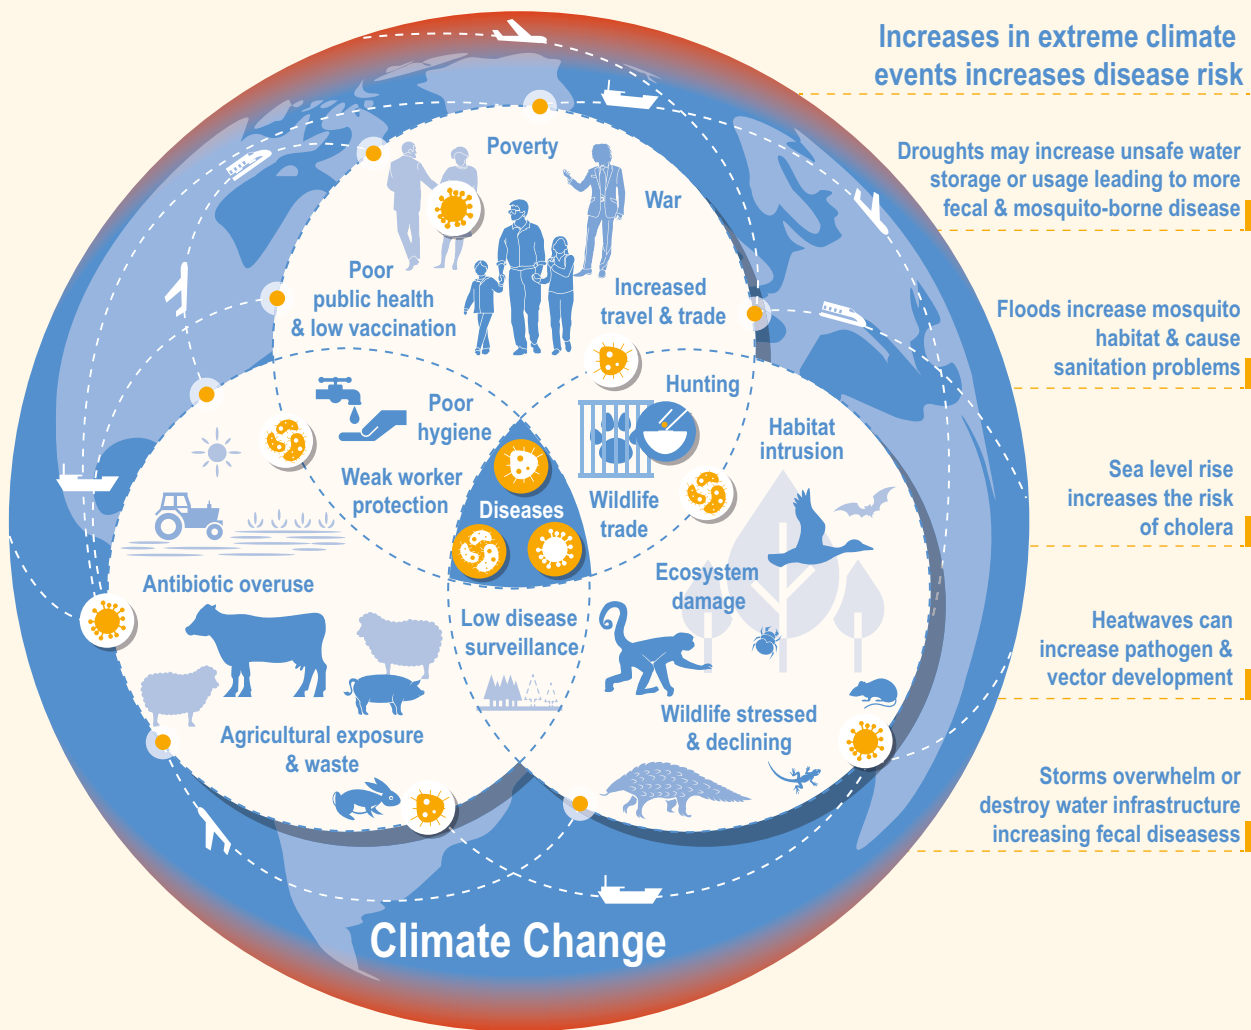 Increases in extreme climate
events increases disease risk
Droughts may increase unsafe water
storage or usage leading to more
fecal & mosquito-borne disease
Floods increase mosquito
habitat & cause
sanitation problems
Sea level rise
increases the risk
of cholera
Heatwaves can
increase pathogen &
vector development
Storms overwhelm or
destroy water infrastructure
increasing fecal diseasess
Poverty
War
Poor
public health
& low vaccination
Increased
travel & trade
Hunting
Poor
hygiene
Habitat
intrusion
Weak worker
protection
Wildlife
trade
Diseases
Antibiotic overuse
Ecosystem
damage
Low disease
surveillance
Agricultural exposure
& waste
Wildlife stressed
& declining
Climate Change